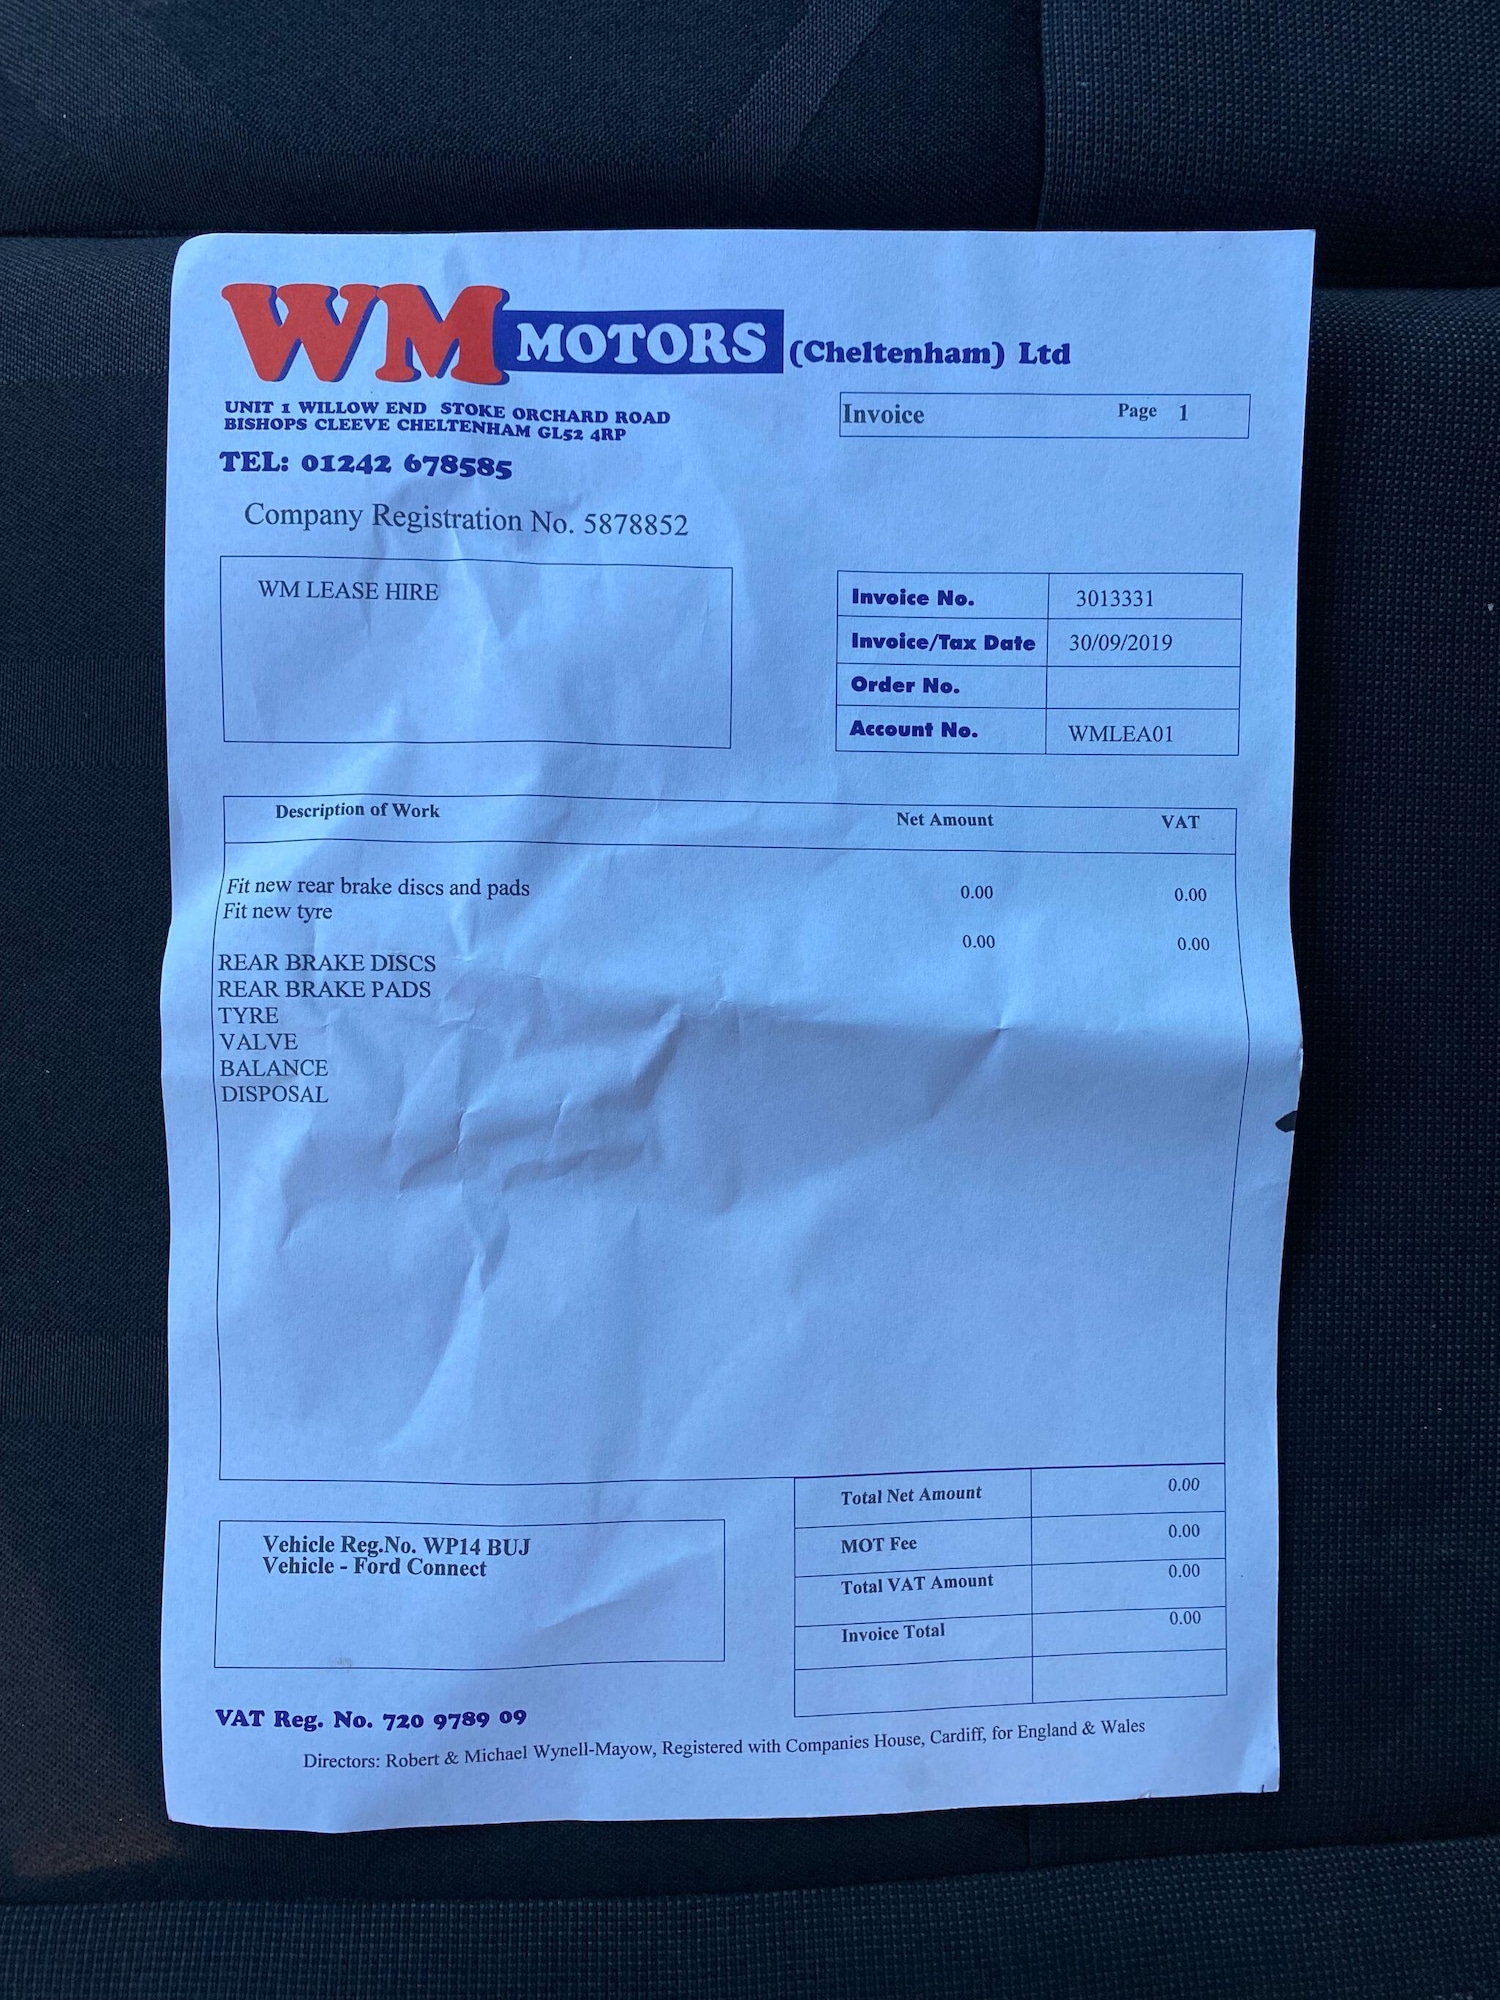 WM MOTORS (Cheltenham) Ltd
UNIT 1 WILLOW END STOKE ORCHARD ROAD
BISHOPS CLEEVE CHELTENHAM GL52 4RP
TEL: 01242 678585
Company Registration No. 5878852
Invoice Page 1
WM LEASE HIRE
Invoice No. 3013331
Invoice/Tax Date 30/09/2019
Order No.
Account No. WMLEA01
Description of Work Net Amount VAT
Fit new rear brake discs and pads 0.00 0.00
Fit new tyre
0.00 0.00
REAR BRAKE DISCS
REAR BRAKE PADS
TYRE
VALVE
BALANCE
DISPOSAL
Total Net Amount 0.00
MOT Fee 0.00
Total VAT Amount 0.00
Invoice Total 0.00
Vehicle Reg.No. WP14 BUJ
Vehicle - Ford Connect
VAT Reg. No. 720 9789 09
Directors: Robert & Michael Wynell-Mayow, Registered with Companies House, Cardiff, for England & Wales